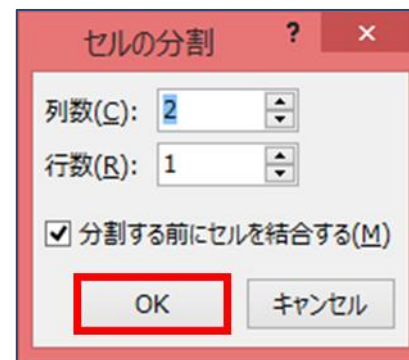 セルの分割 ? ×
列数(C): 2
行数(R): 1
分割する前にセルを結合する(M)
OK キャンセル